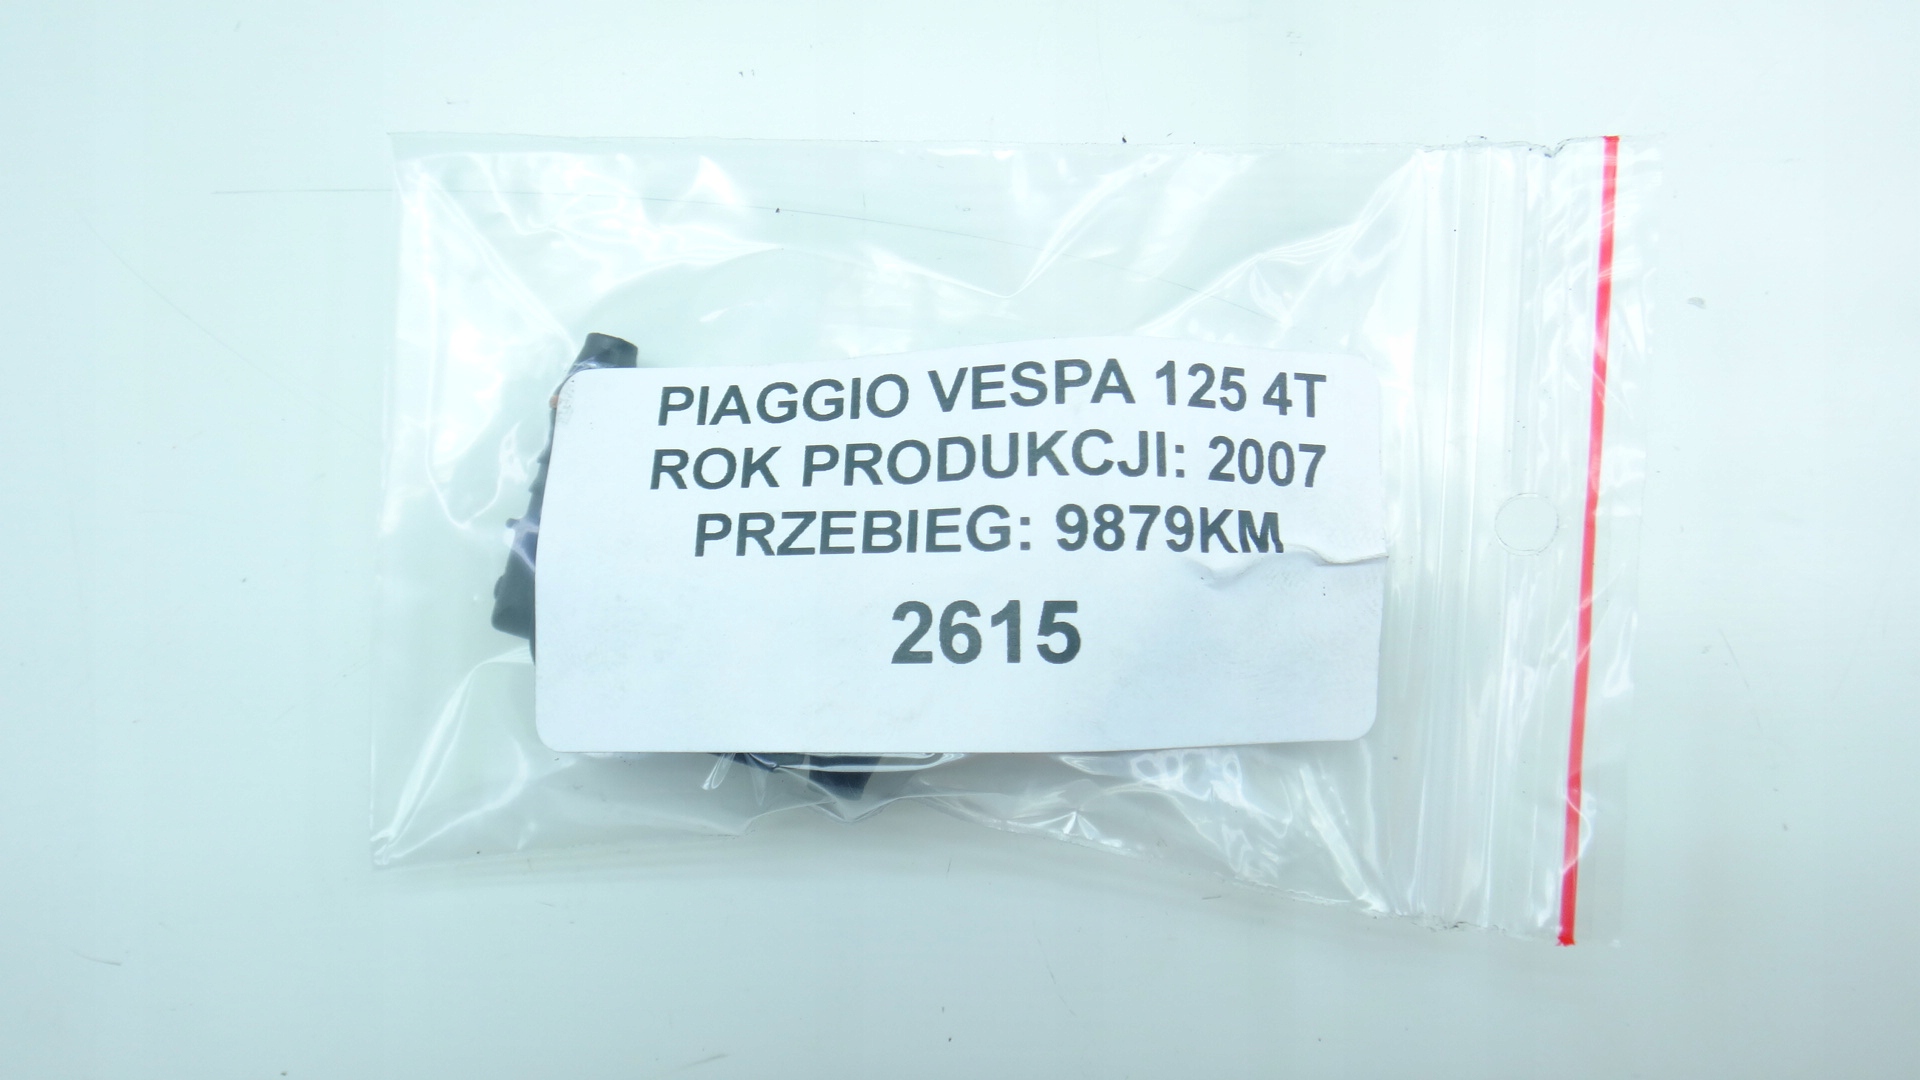 PIAGGIO VESPA 125 4T
ROK PRODUKCJI: 2007
PRZEBIEG: 9879KM
2615